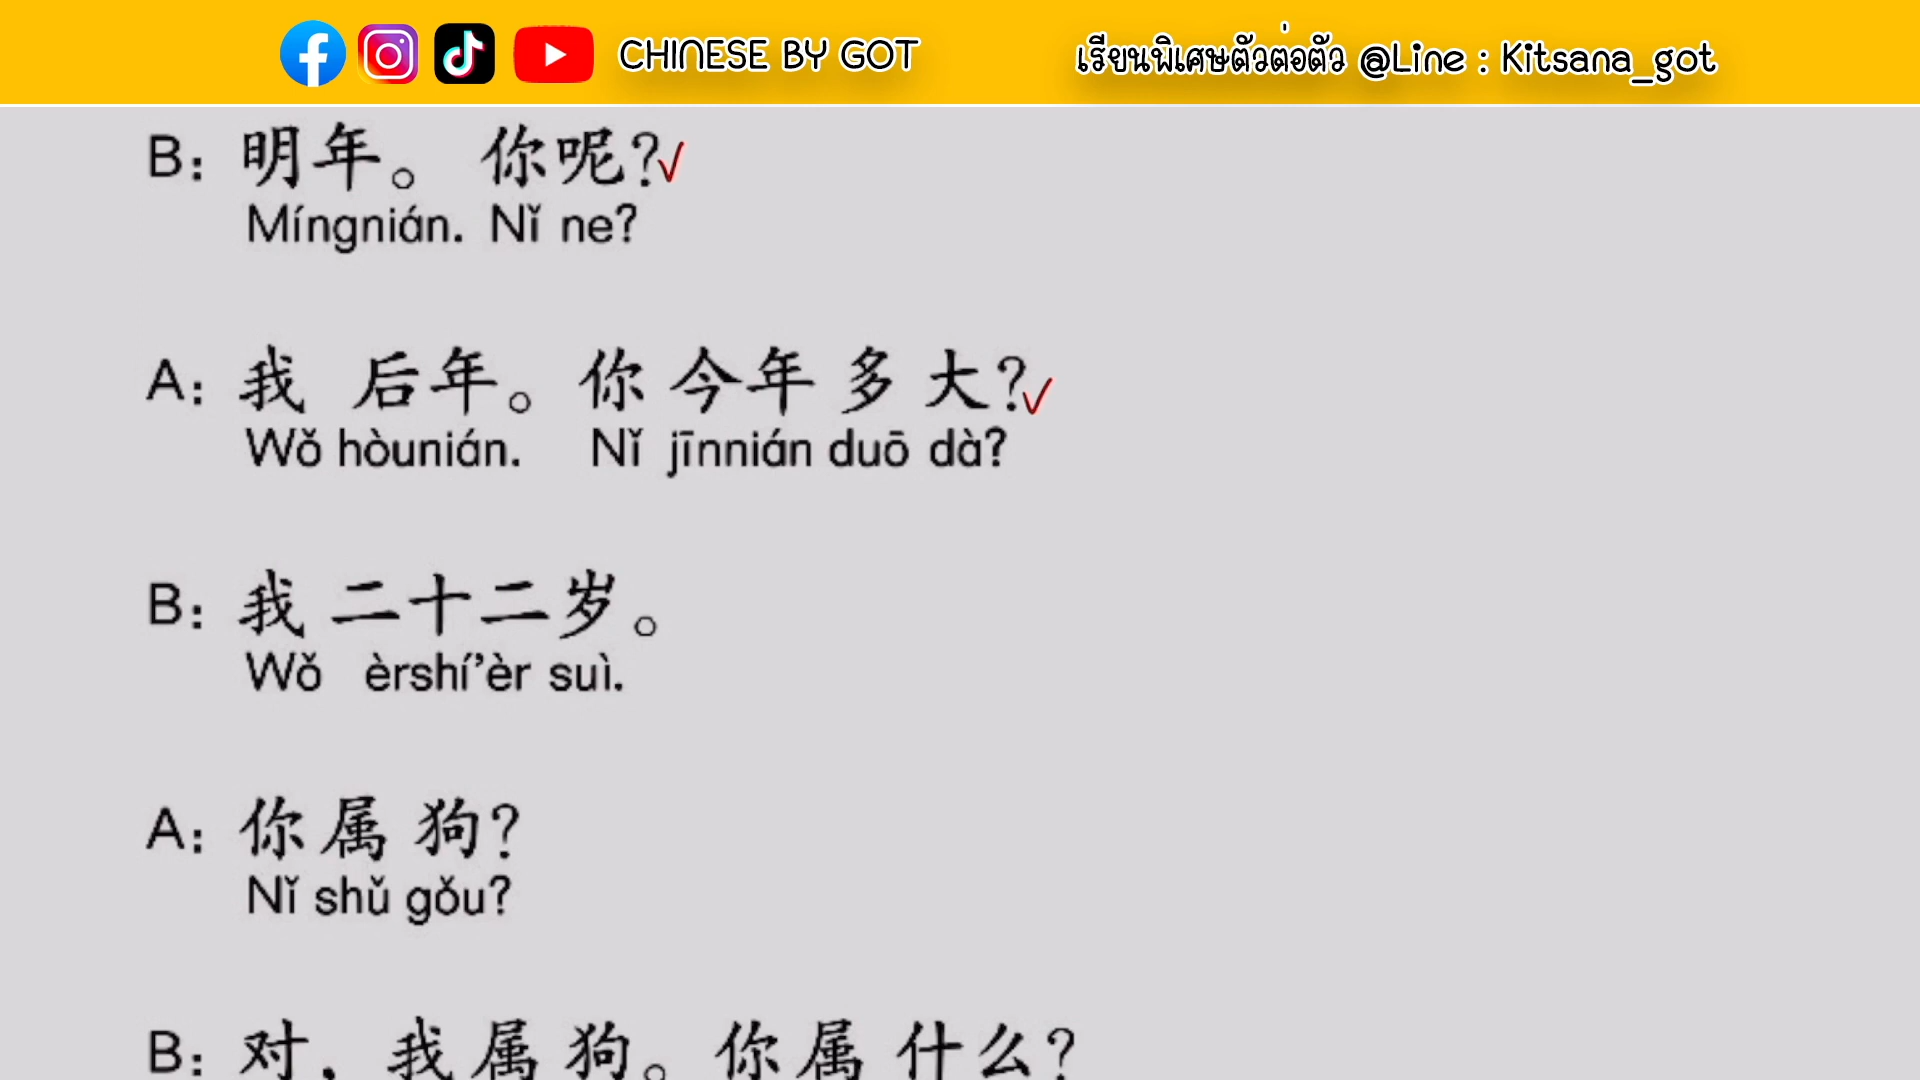 CHINESE BY GOT
เรียนพิเศษตัวต่อตัว @Line : Kitsana_got
B: 明年。 你呢?
Míngnián. Nǐ ne?
A: 我 后年。你 今年 多 大?
Wǒ hòunián. Nǐ jīnnián duō dà?
B: 我 二十二岁。
Wǒ èrshí’èr suì.
A: 你 属 狗?
Nǐ shǔ gǒu?
B: 对, 我 属 狗。你 属 什么?